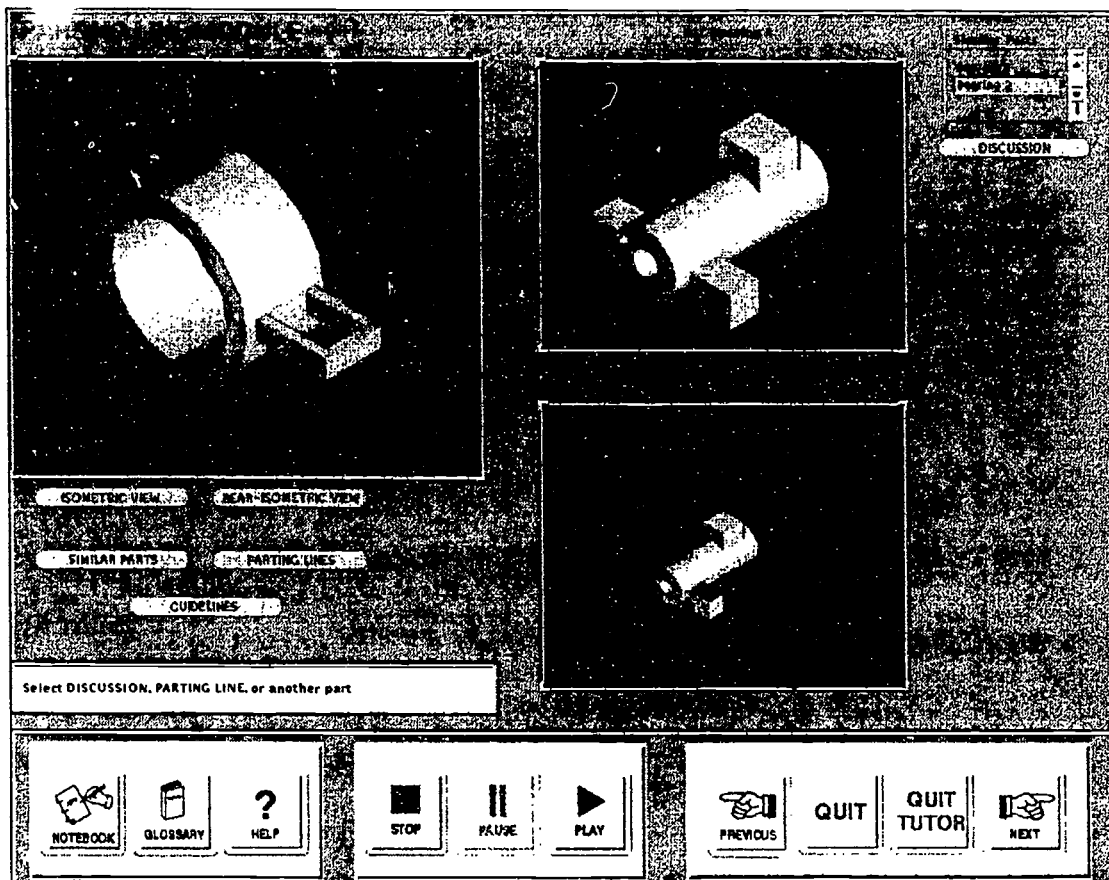 DISCUSSION
ISOMETRIC VIEW
REAR-ISOMETRIC VIEW
SIMILAR PARTS
PARTING LINES
GUIDELINES
Select DISCUSSION, PARTING LINE, or another part
NOTEBOOK
GLOSSARY
?
HELP
STOP
PAUSE
PLAY
PREVIOUS
QUIT
QUIT
TUTOR
NEXT